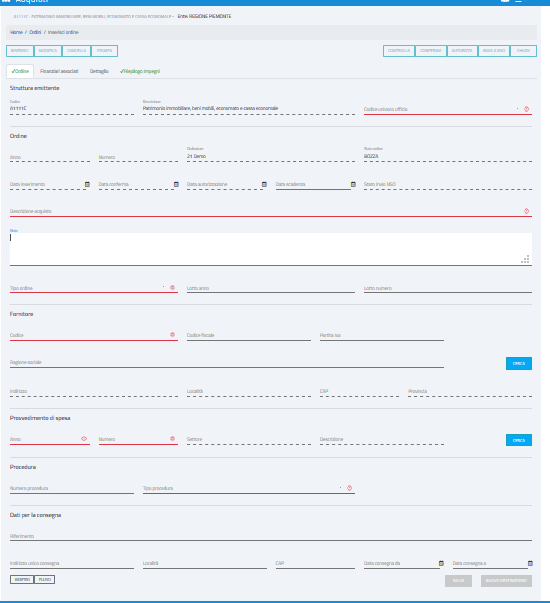 Acquisti
PATRIMONIO IMMOBILIARE, BENI MOBILI, ECONOMATO E CASSA ECONOMALE - Ente: REGIONE PIEMONTE
Home / Ordini / Inserisci ordine
INSERISCI MODIFICA CANCELLA STAMPA CONTROLLA CONFERMA AUTORIZZA INVIA A NSO CHIUDI
✓Ordine Finanziari associati Dettaglio ✓Riepilogo impegni
Struttura emittente
Codice Descrizione
A1111C Patrimonio immobiliare, beni mobili, economato e cassa economale Codice univoco ufficio
Ordine
Stato ordine
Anno Numero 21 Demo BOZZA
Data inserimento Data conferma Data autorizzazione Data scadenza Stato invio NSO
Descrizione acquisto
Note
Tipo ordine Lotto anno Lotto numero
Fornitore
Codice Codice fiscale Partita iva
Ragione sociale CERCA
Indirizzo Località CAP Provincia
Provvedimento di spesa
Anno Numero Settore Descrizione CERCA
Procedura
Numero procedura Tipo procedura
Dati per la consegna
Riferimento
Indirizzo unico consegna Località CAP Data consegna da Data consegna a
INDIETRO PULISCI SALVA NUOVO DESTINATARIO